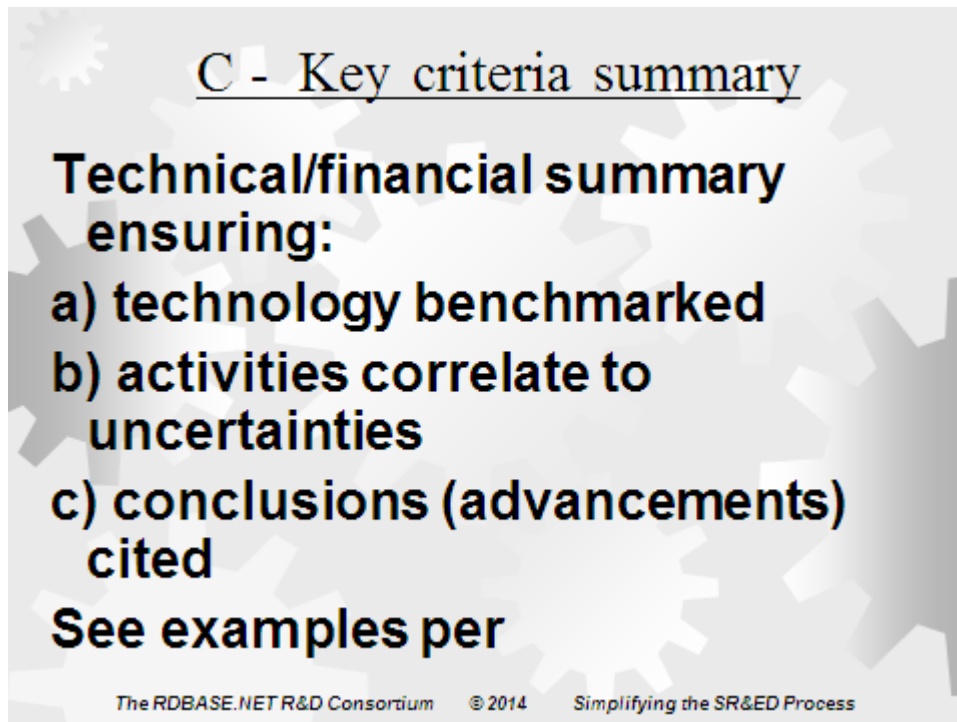 C - Key criteria summary
Technical/financial summary
ensuring:
a) technology benchmarked
b) activities correlate to
uncertainties
c) conclusions (advancements)
cited
See examples per
The RDBASE.NET R&D Consortium © 2014 Simplifying the SR&ED Process